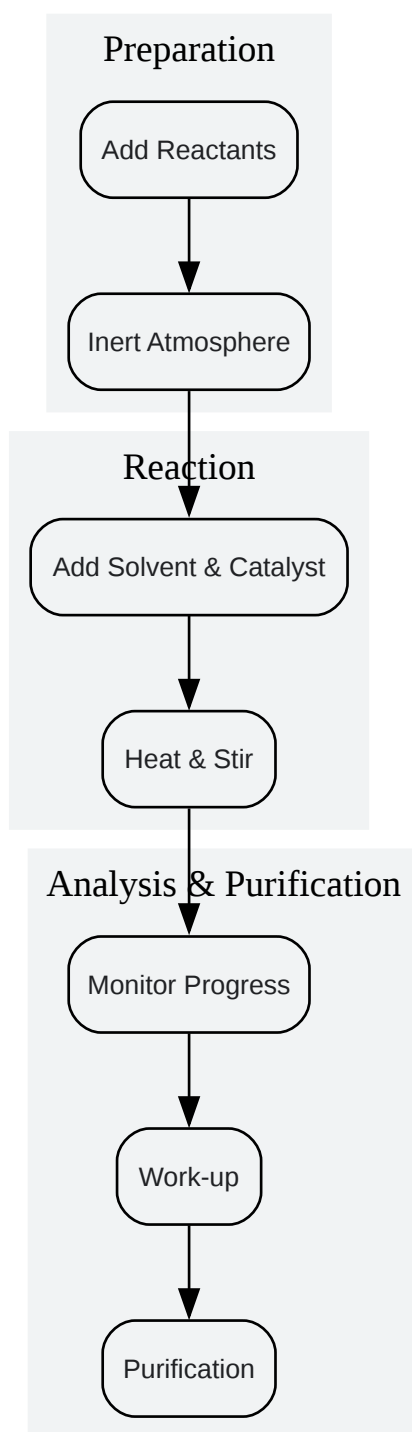 Preparation
Add Reactants
Inert Atmosphere
Reaction
Add Solvent & Catalyst
Heat & Stir
Analysis & Purification
Monitor Progress
Work-up
Purification